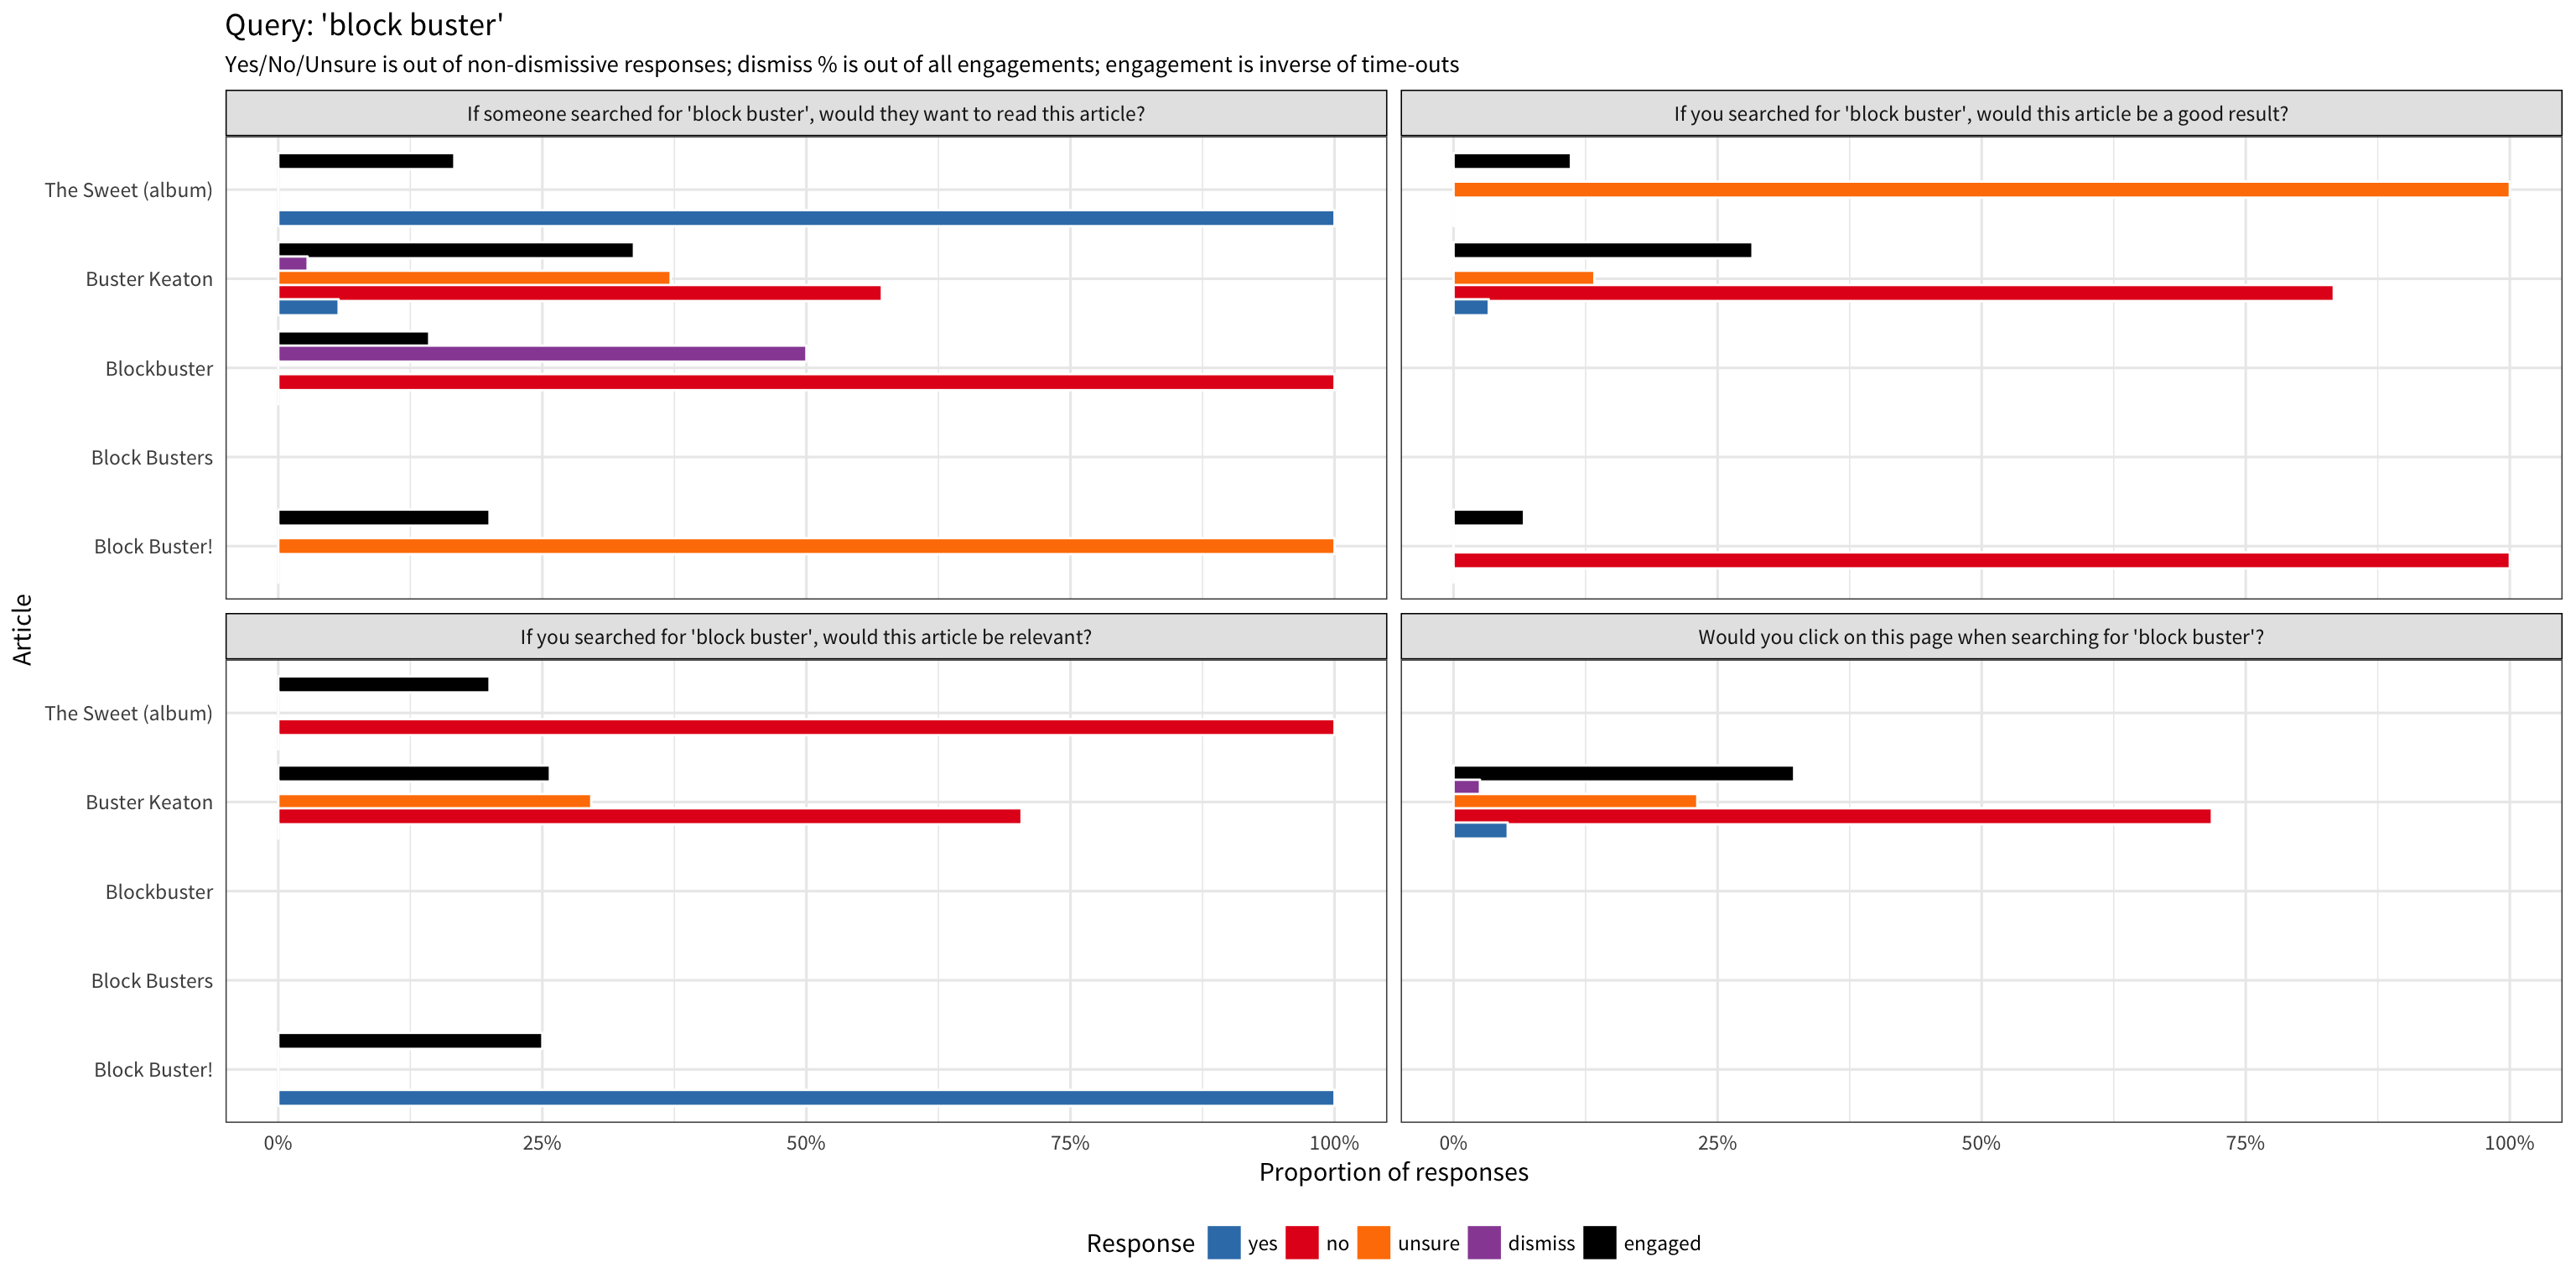 Query: 'block buster'
Yes/No/Unsure is out of non-dismissive responses; dismiss % is out of all engagements; engagement is inverse of time-outs
If someone searched for 'block buster', would they want to read this article?
If you searched for 'block buster', would this article be a good result?
The Sweet (album)
Buster Keaton
Blockbuster
Block Busters
Block Buster!
Article
If you searched for 'block buster', would this article be relevant?
Would you click on this page when searching for 'block buster'?
The Sweet (album)
Buster Keaton
Blockbuster
Block Busters
Block Buster!
0% 25% 50% 75% 100% 0% 25% 50% 75% 100%
Proportion of responses
Response yes no unsure dismiss engaged